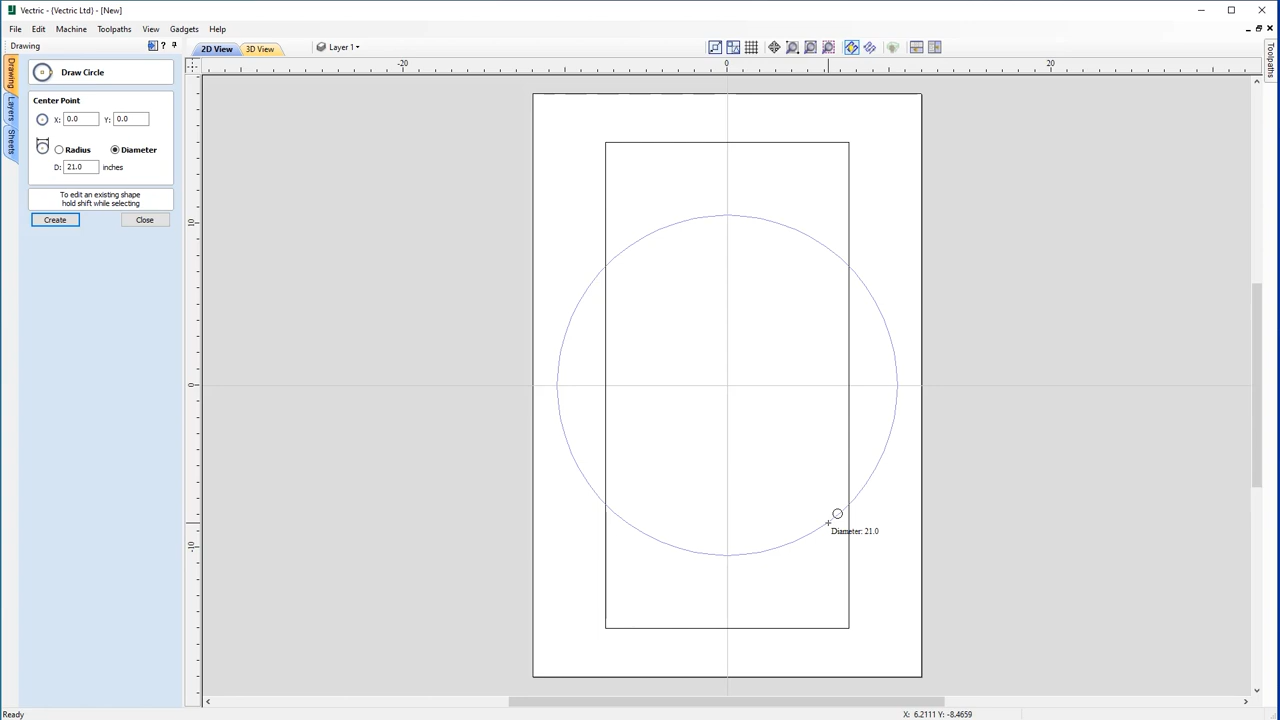 Vectric - {Vectric Ltd} - [New]
File Edit Machine Toolpaths View Gadgets Help
Drawing
2D View 3D View Layer 1
Toolpaths
Drawing
Layers
Sheets
Draw Circle
Center Point
X: 0.0 Y: 0.0
Radius Diameter
D: 21.0 inches
To edit an existing shape
hold shift while selecting
Create Close
-20 0 20
10
0
-10
Diameter: 21.0
Ready X: 6.2111 Y: -8.4659